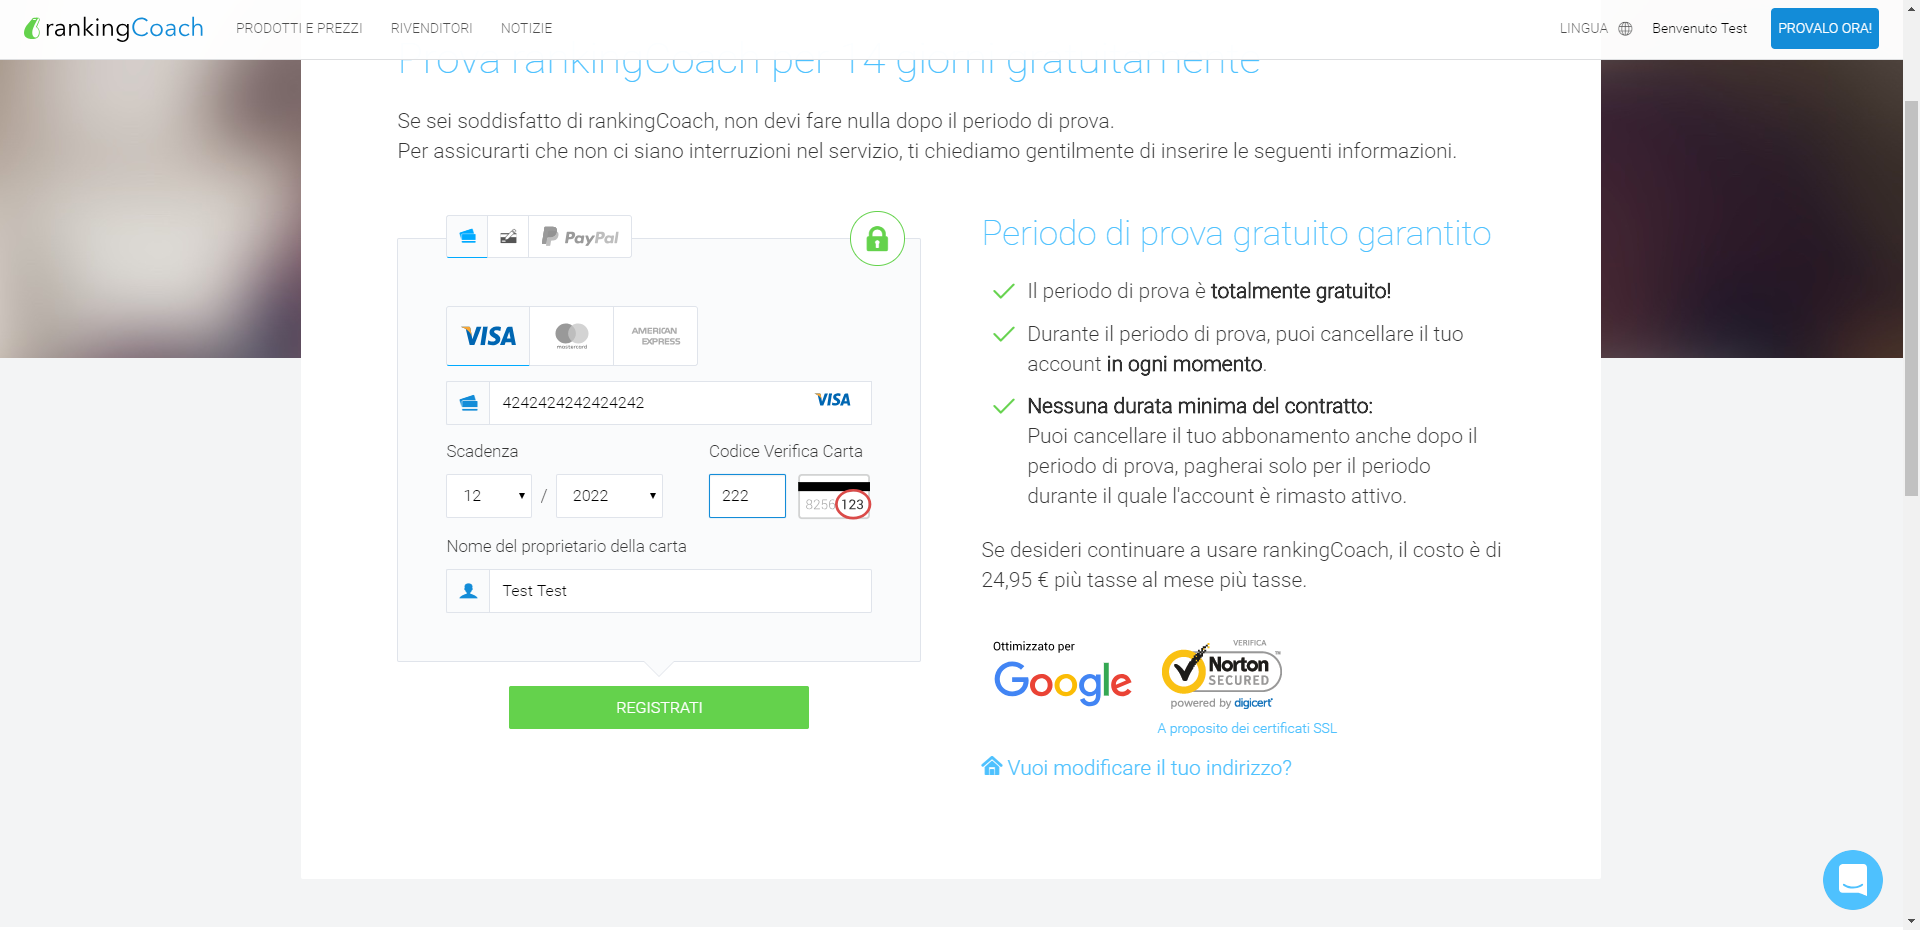 rankingCoach
PRODOTTI E PREZZI
RIVENDITORI
NOTIZIE
LINGUA
Benvenuto Test
PROVALO ORA!
Prova rankingCoach per 14 giorni gratuitamente
Se sei soddisfatto di rankingCoach, non devi fare nulla dopo il periodo di prova.
Per assicurarti che non ci siano interruzioni nel servizio, ti chiediamo gentilmente di inserire le seguenti informazioni.
PayPal
VISA
mastercard
AMERICAN
EXPRESS
4242424242424242
VISA
Scadenza
Codice Verifica Carta
12
/
2022
222
8256
123
Nome del proprietario della carta
Test Test
REGISTRATI
Periodo di prova gratuito garantito
Il periodo di prova è totalmente gratuito!
Durante il periodo di prova, puoi cancellare il tuo
account in ogni momento.
Nessuna durata minima del contratto:
Puoi cancellare il tuo abbonamento anche dopo il
periodo di prova, pagherai solo per il periodo
durante il quale l'account è rimasto attivo.
Se desideri continuare a usare rankingCoach, il costo è di
24,95 € più tasse al mese più tasse.
Ottimizzato per
Google
VERIFICA
Norton
SECURED
powered by digicert
A proposito dei certificati SSL
Vuoi modificare il tuo indirizzo?